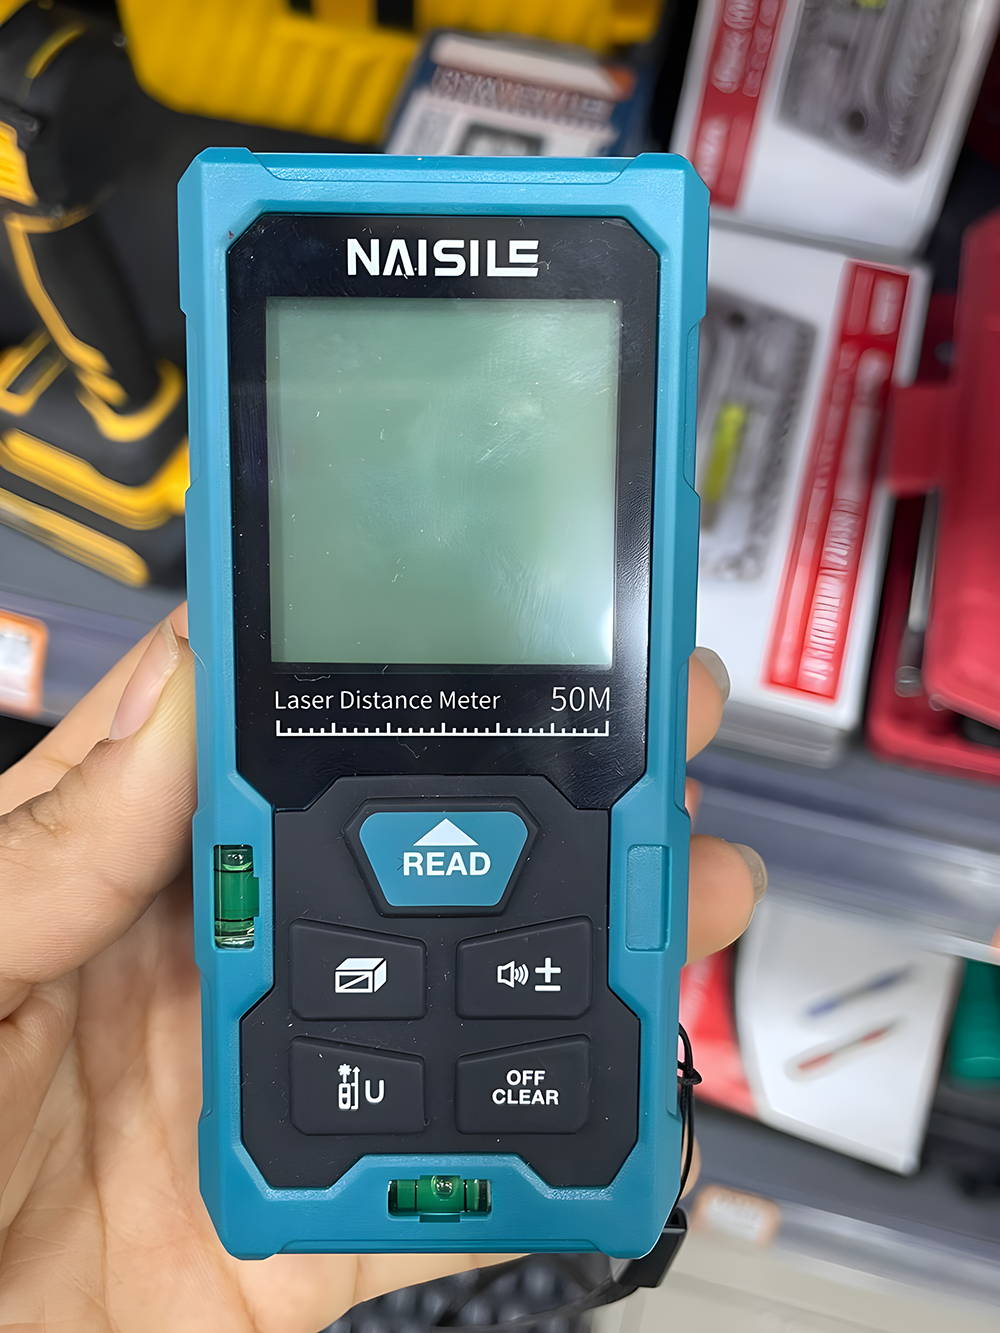 NAISILE
Laser Distance Meter 50M
READ
±
U
OFF
CLEAR